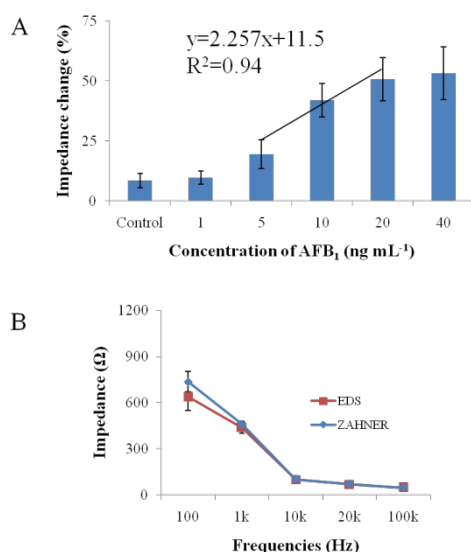 A
y=2.257x+11.5
R²=0.94
Impedance change (%)
75
50
25
0
Control 1 5 10 20 40
Concentration of AFB₁ (ng mL⁻¹)
B
Impedance (Ω)
1200
900
600
300
0
EDS
ZAHNER
100 1k 10k 20k 100k
Frequencies (Hz)